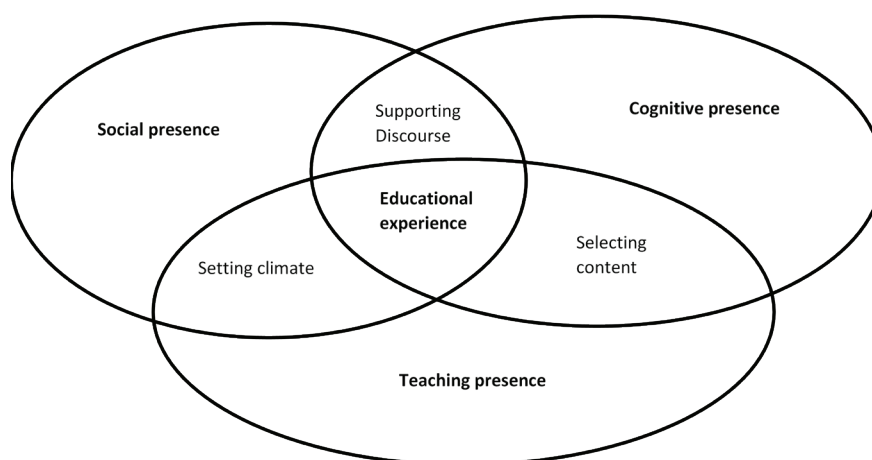 Social presence
Supporting
Discourse
Cognitive presence
Educational
experience
Setting climate
Selecting
content
Teaching presence